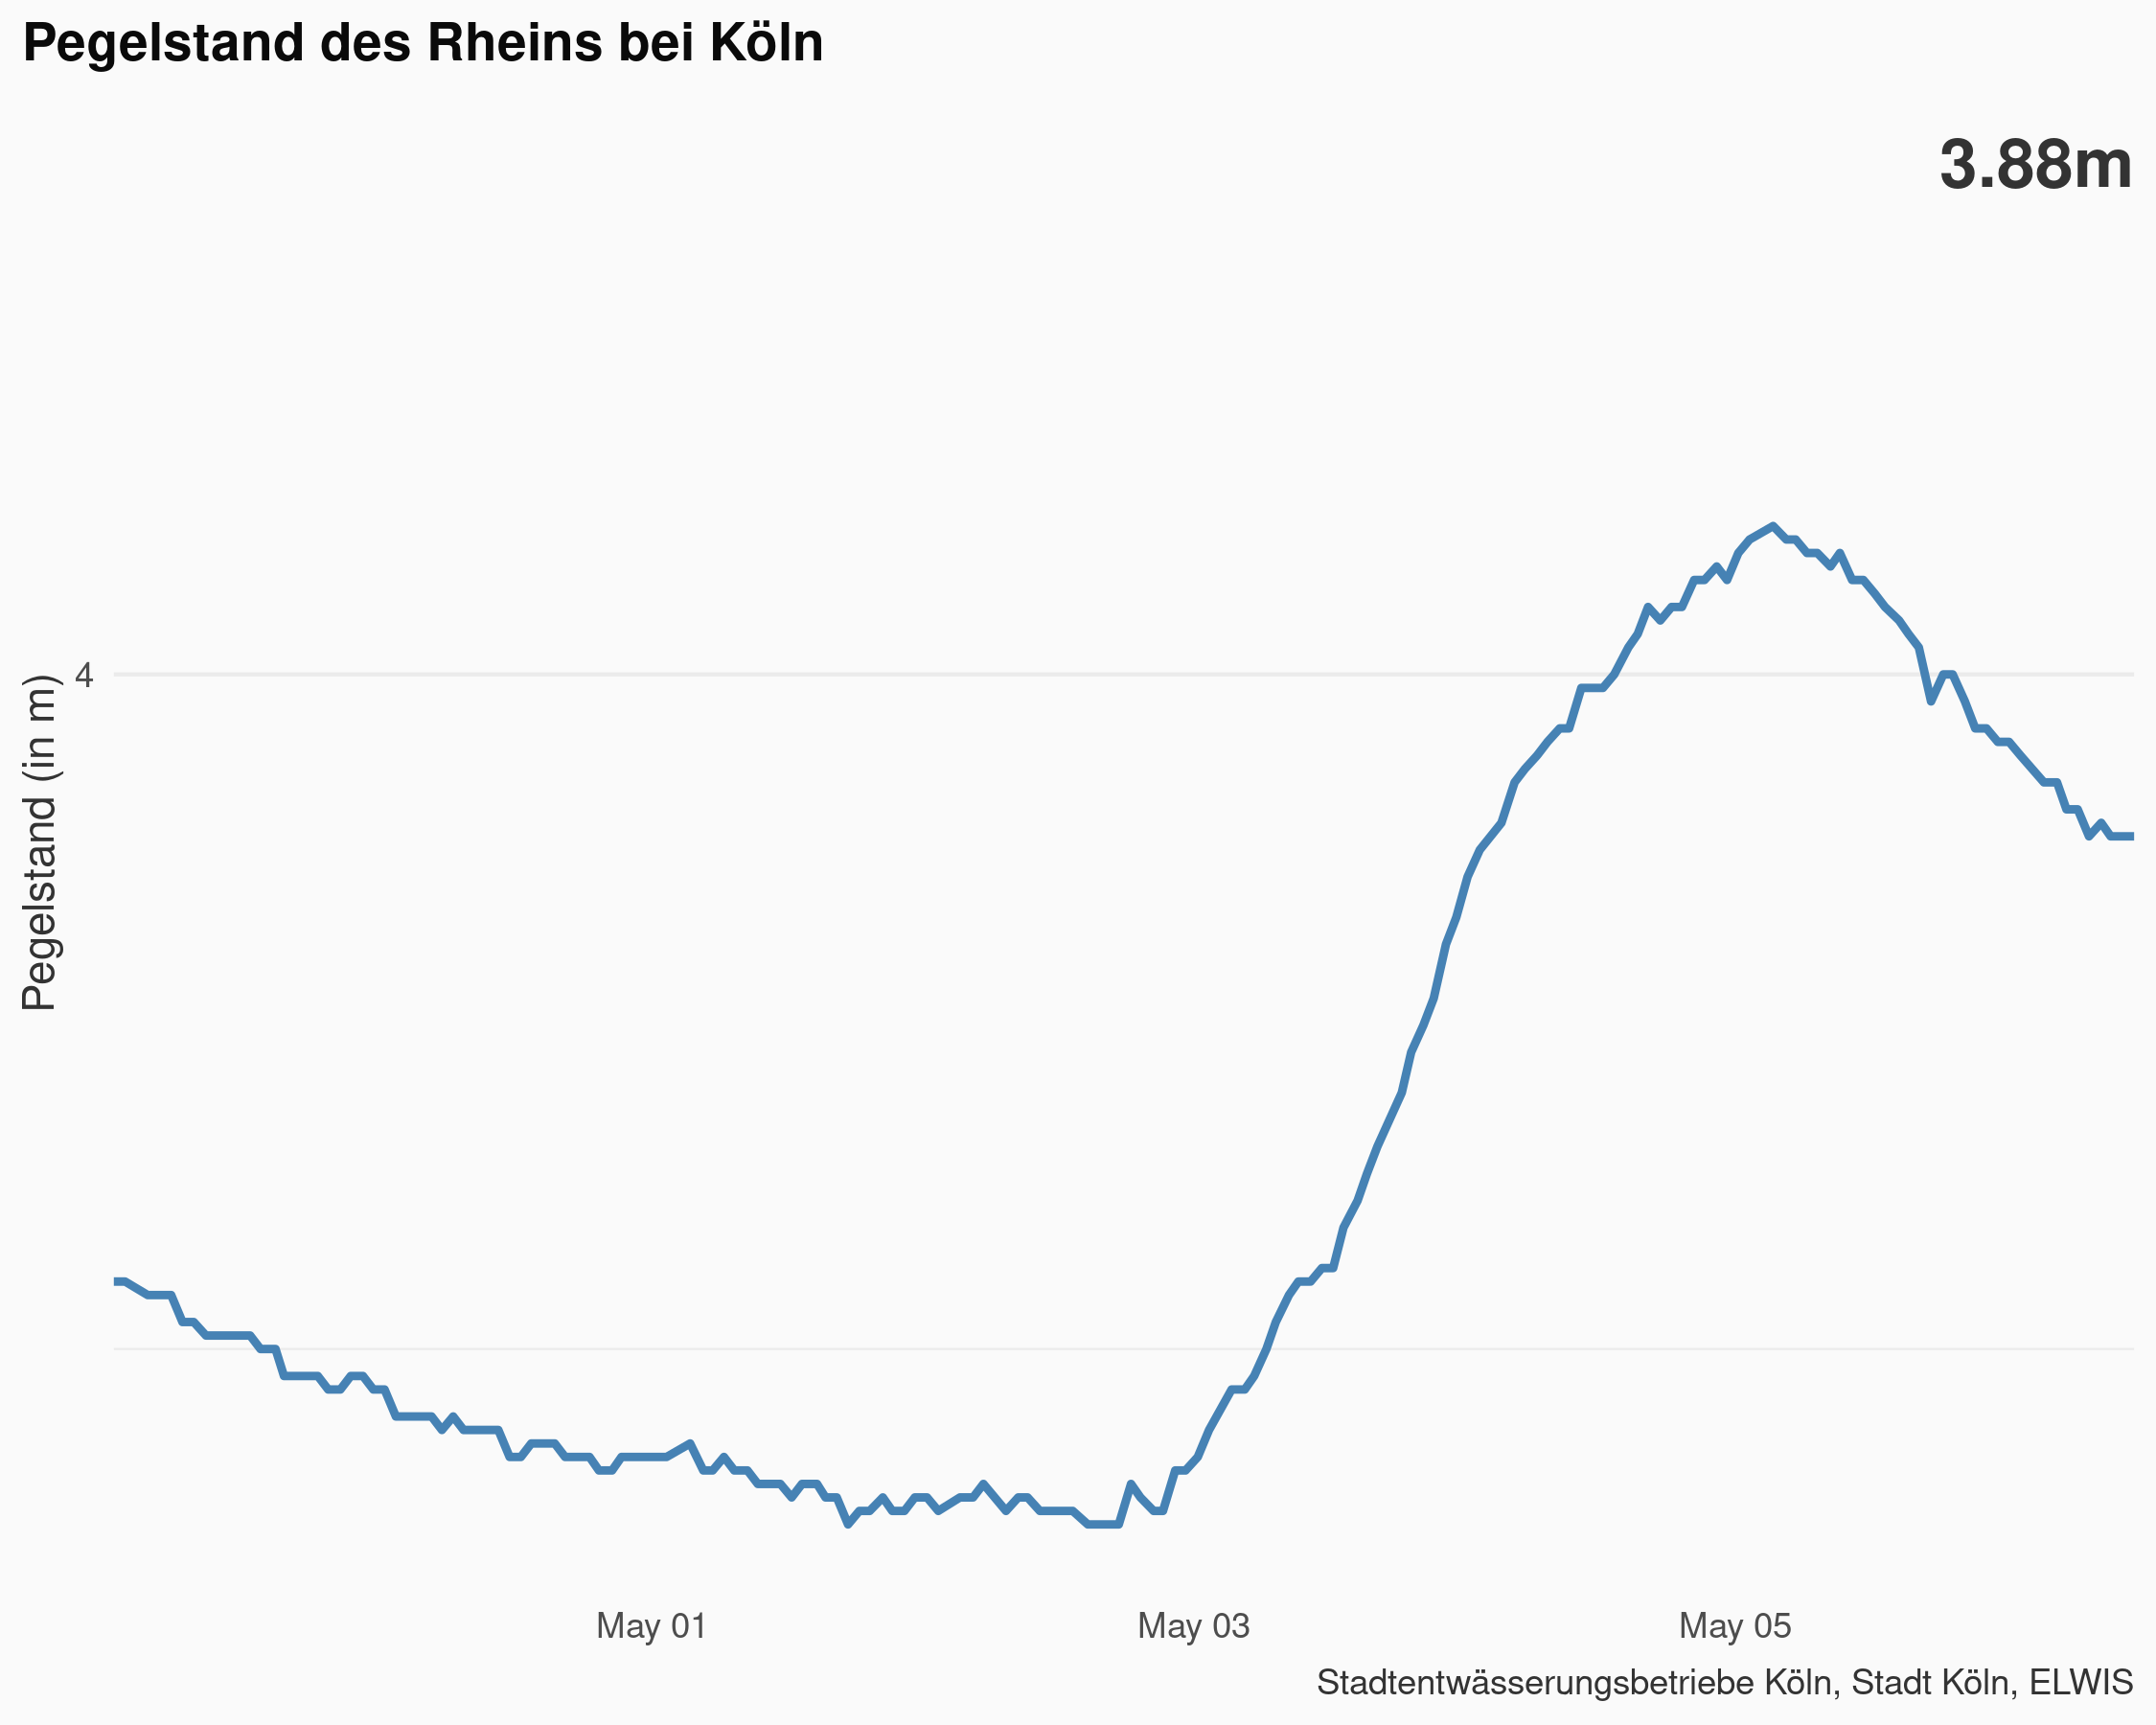 Pegelstand des Rheins bei Köln
3.88m
Pegelstand (in m)
4
May 01
May 03
May 05
Stadtentwässerungsbetriebe Köln, Stadt Köln, ELWIS